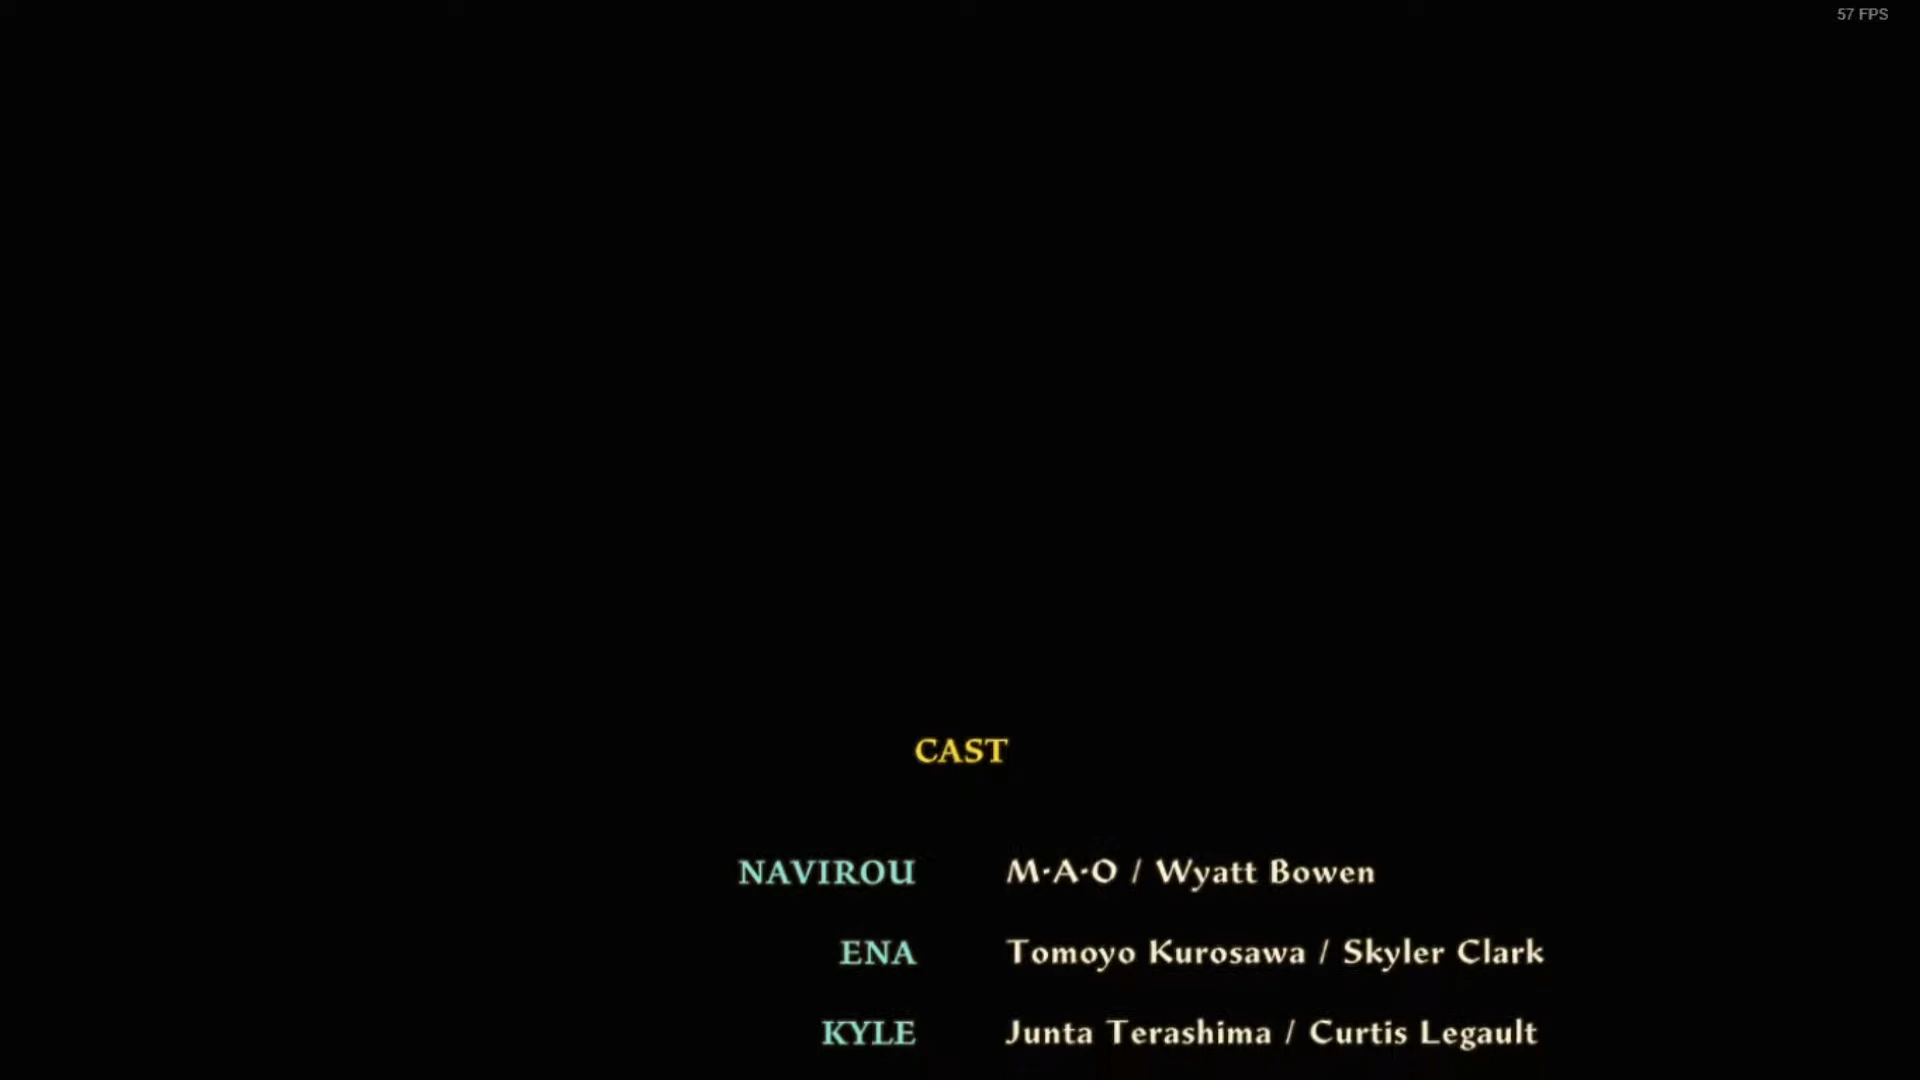 57 FPS
CAST
NAVIROU M·A·O / Wyatt Bowen
ENA Tomoyo Kurosawa / Skyler Clark
KYLE Junta Terashima / Curtis Legault